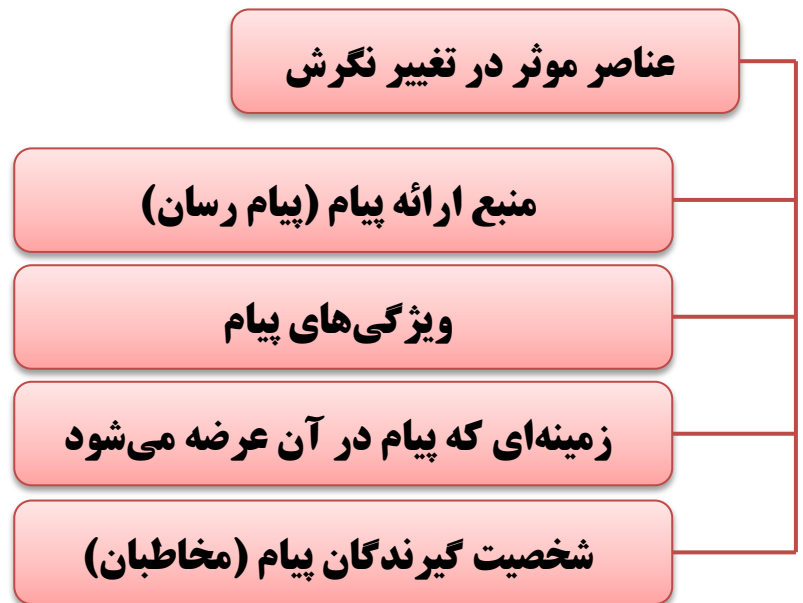 عناصر موثر در تغییر نگرش
منبع ارائه پیام (پیام رسان)
ویژگی‌های پیام
زمینه‌ای که پیام در آن عرضه می‌شود
شخصیت گیرندگان پیام (مخاطبان)